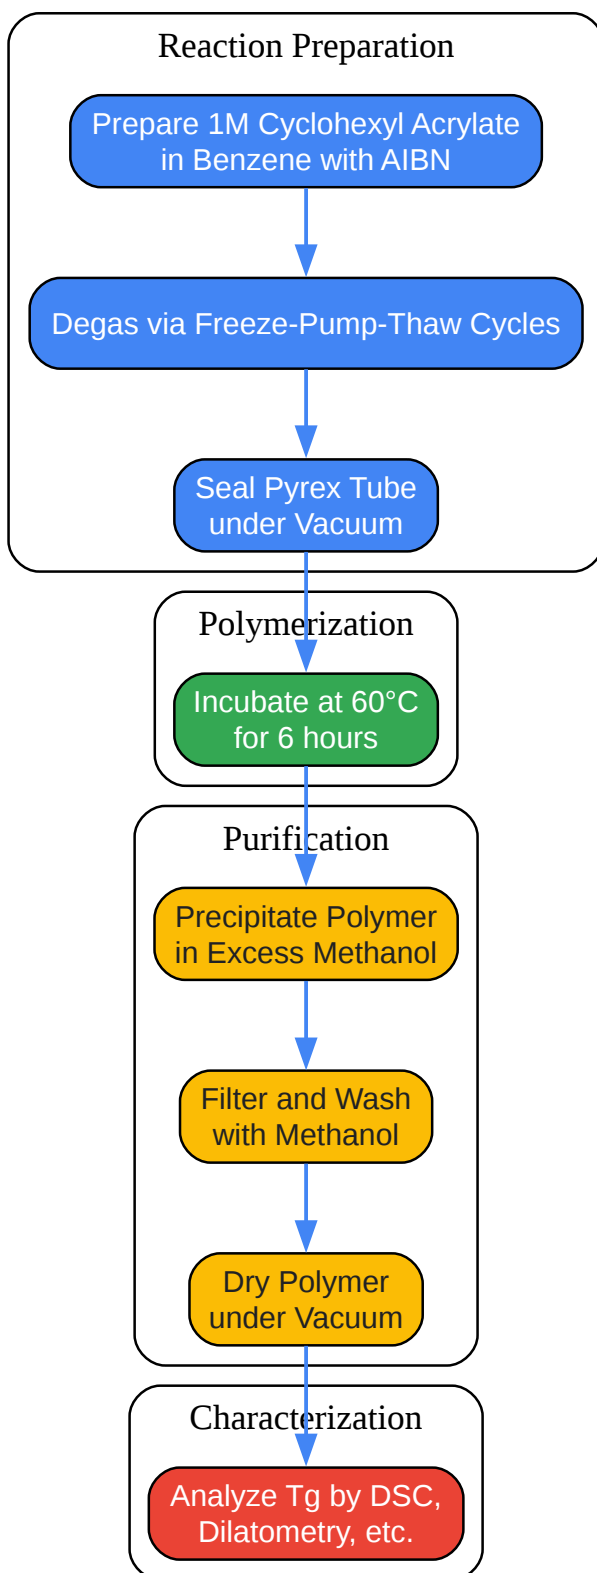 Reaction Preparation
Prepare 1M Cyclohexyl Acrylate
in Benzene with AIBN
Degas via Freeze-Pump-Thaw Cycles
Seal Pyrex Tube
under Vacuum
Polymerization
Incubate at 60°C
for 6 hours
Purification
Precipitate Polymer
in Excess Methanol
Filter and Wash
with Methanol
Dry Polymer
under Vacuum
Characterization
Analyze Tg by DSC,
Dilatometry, etc.